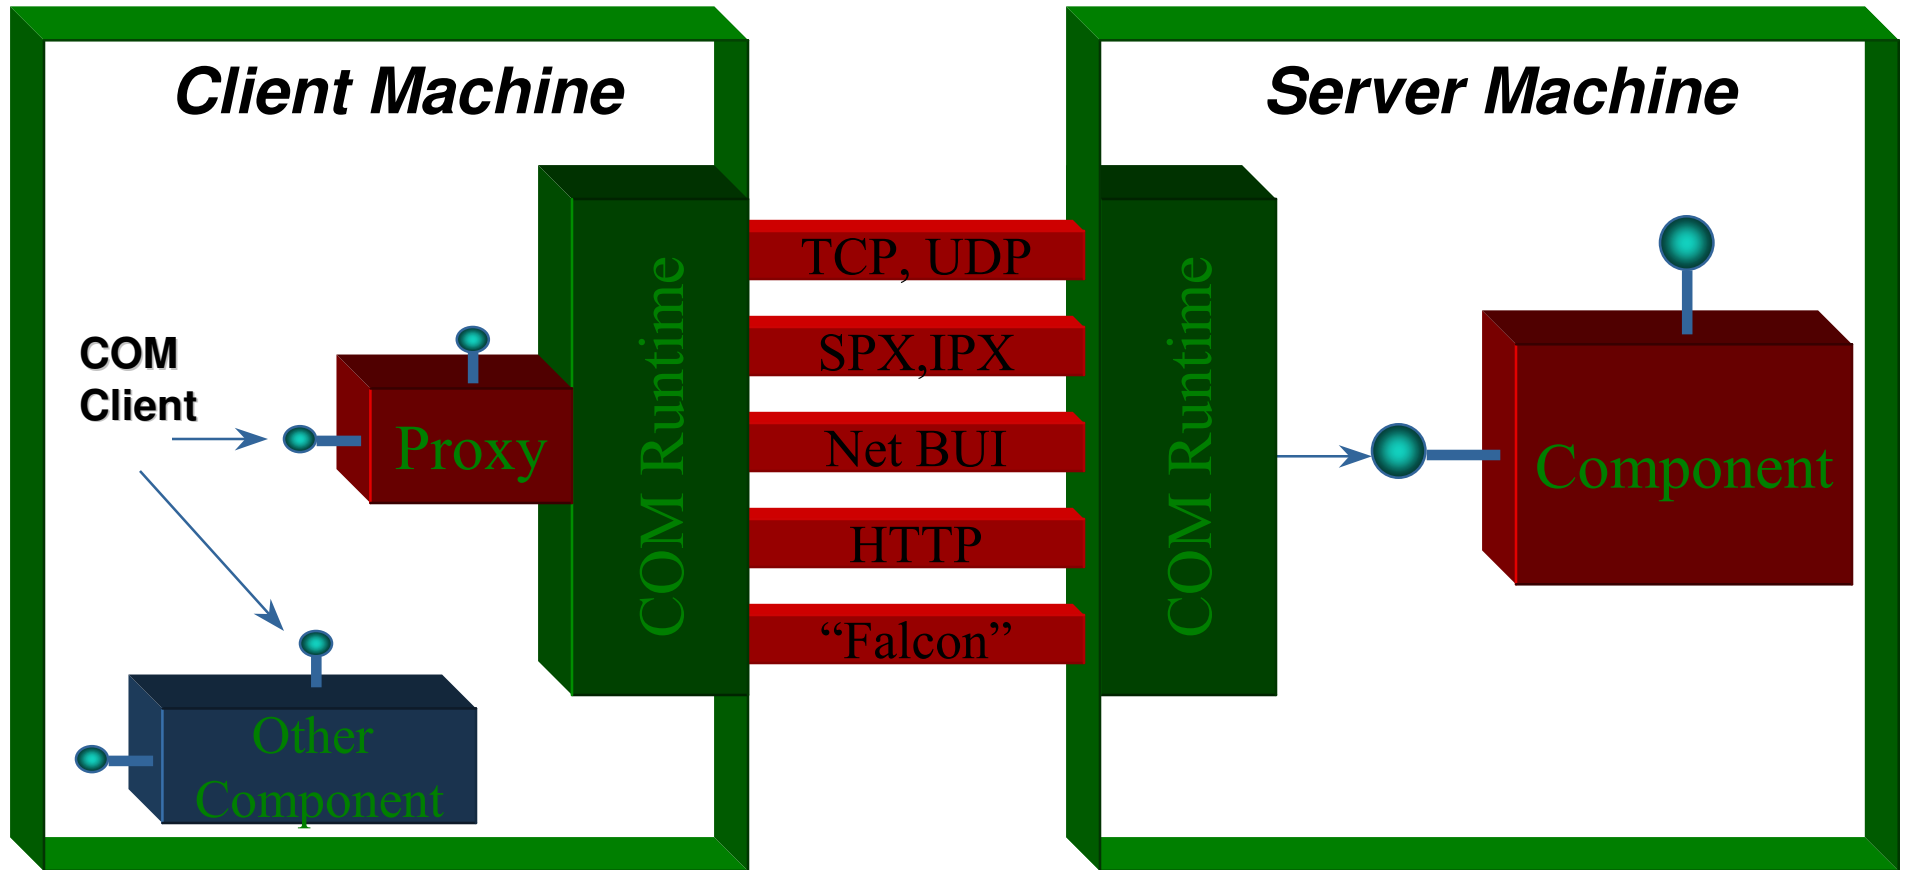 Client Machine
Server Machine
COM
Client
Proxy
COM Runtime
TCP, UDP
SPX,IPX
Net BUI
HTTP
“Falcon”
COM Runtime
Component
Other
Component